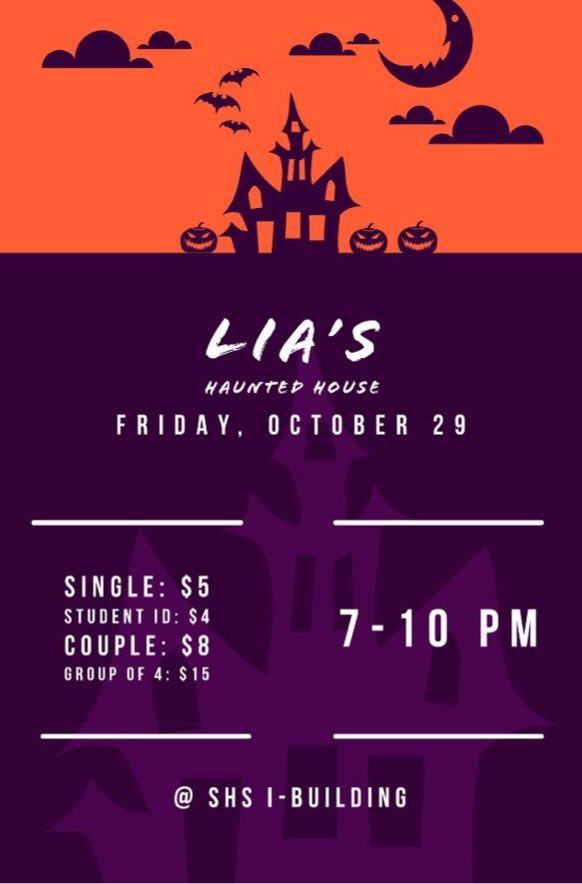 LIA'S
HAUNTED HOUSE
FRIDAY, OCTOBER 29
SINGLE: $5
STUDENT ID: $4
COUPLE: $8
GROUP OF 4: $15
7-10 PM
@ SHS I-BUILDING